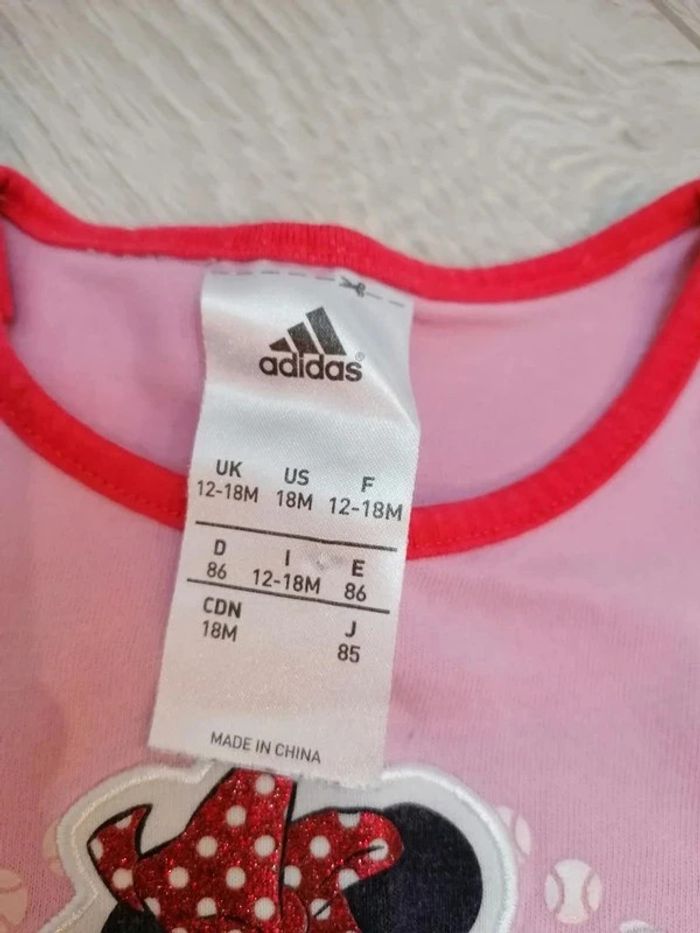 adidas®
UK US F
12-18M 18M 12-18M
D I E
86 12-18M 86
CDN J
18M 85
MADE IN CHINA